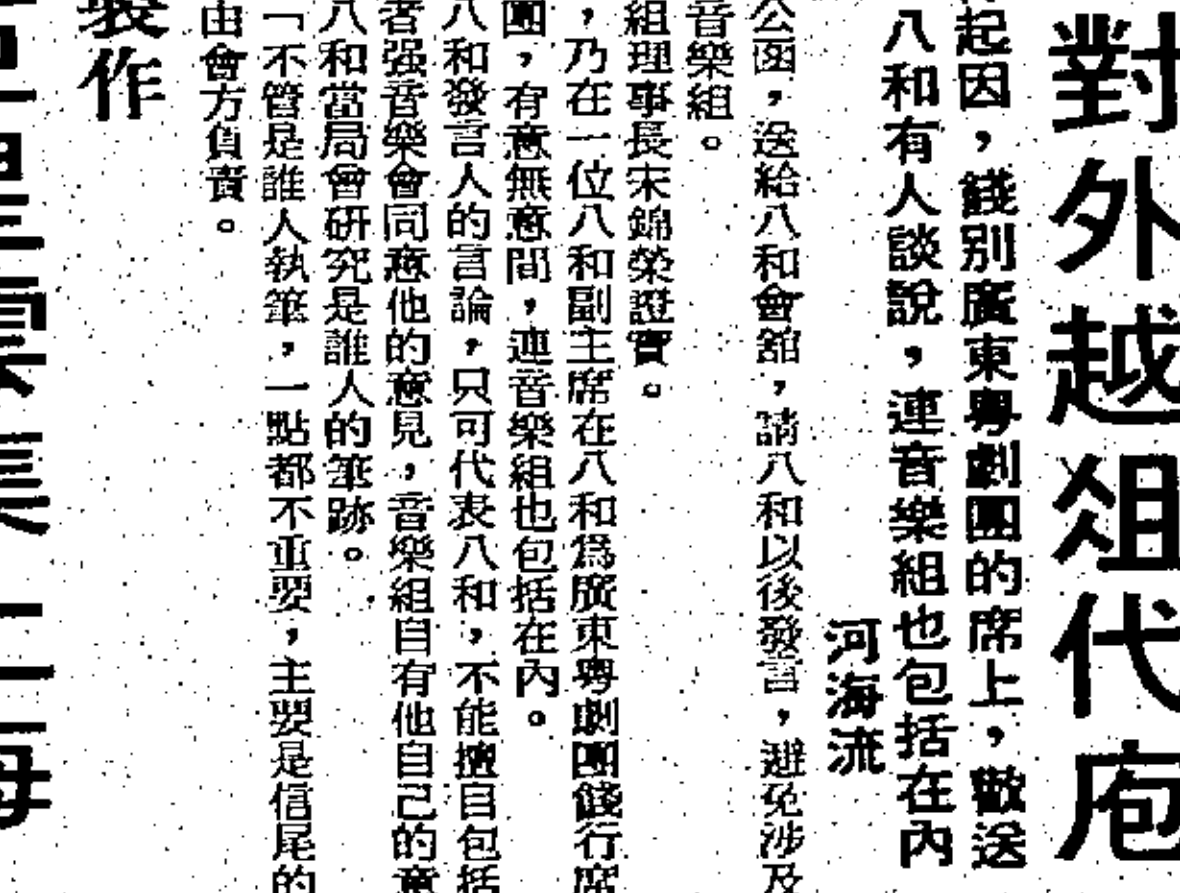 對外越俎代庖
起因，餞別廣東粤劇團的席上，歡送
八和有人談說，連音樂組也包括在內
河海流
公函，送給八和會舘，請八和以後發言，避免涉及
音樂組。
組理事長宋錦榮證實。
，乃在一位八和副主席在八和爲廣東粤劇團餞行席
團，有意無意間，連音樂組也包括在內。
八和發言人的言論，只可代表八和，不能擅自包括
者强音樂會同意他的意見，音樂組自有他自己的意
八和當局會研究是誰人的筆跡。
「不管是誰人執筆，一點都不重要，主要是信尾的
由會方負責。
製作